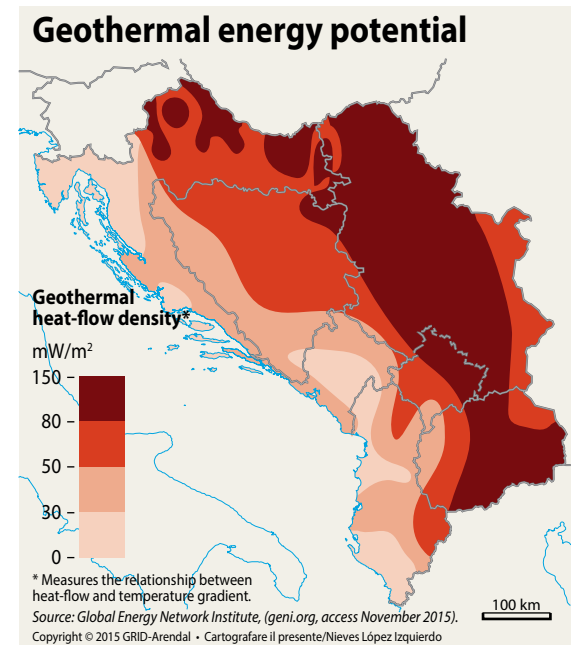 Geothermal energy potential
Geothermal
heat-flow density*
mW/m²
150
80
50
30
0
* Measures the relationship between
heat-flow and temperature gradient.
100 km
Source: Global Energy Network Institute, (geni.org, access November 2015).
Copyright © 2015 GRID-Arendal • Cartografare il presente/Nieves López Izquierdo